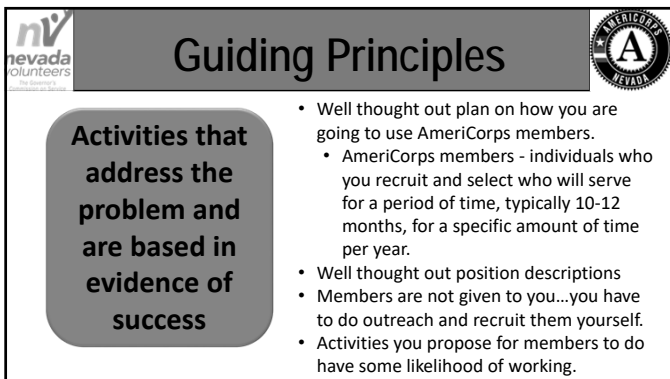 nv
nevada
volunteers
The Governor's
Commission on Service
Guiding Principles
AMERICORPS
A
NEVADA
Activities that
address the
problem and
are based in
evidence of
success
• Well thought out plan on how you are
going to use AmeriCorps members.
• AmeriCorps members - individuals who
you recruit and select who will serve
for a period of time, typically 10-12
months, for a specific amount of time
per year.
• Well thought out position descriptions
• Members are not given to you…you have
to do outreach and recruit them yourself.
• Activities you propose for members to do
have some likelihood of working.